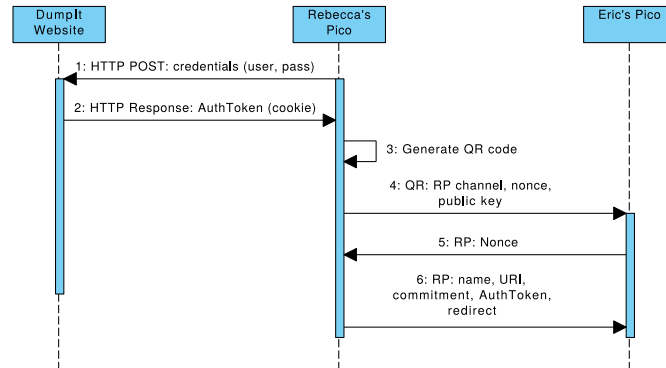 DumpIt
Website
Rebecca's
Pico
Eric's Pico
1: HTTP POST: credentials (user, pass)
2: HTTP Response: AuthToken (cookie)
3: Generate QR code
4: QR: RP channel, nonce,
public key
5: RP: Nonce
6: RP: name, URI,
commitment, AuthToken,
redirect